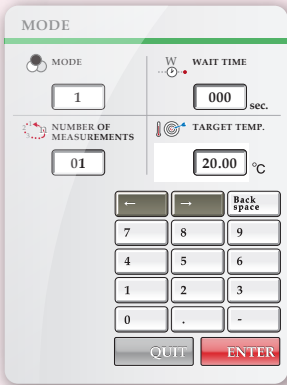 MODE
MODE
1
W
WAIT TIME
000 sec.
n
NUMBER OF
MEASUREMENTS
01
TARGET TEMP.
20.00 °C
← → Back
space
7 8 9
4 5 6
1 2 3
0 . -
QUIT ENTER